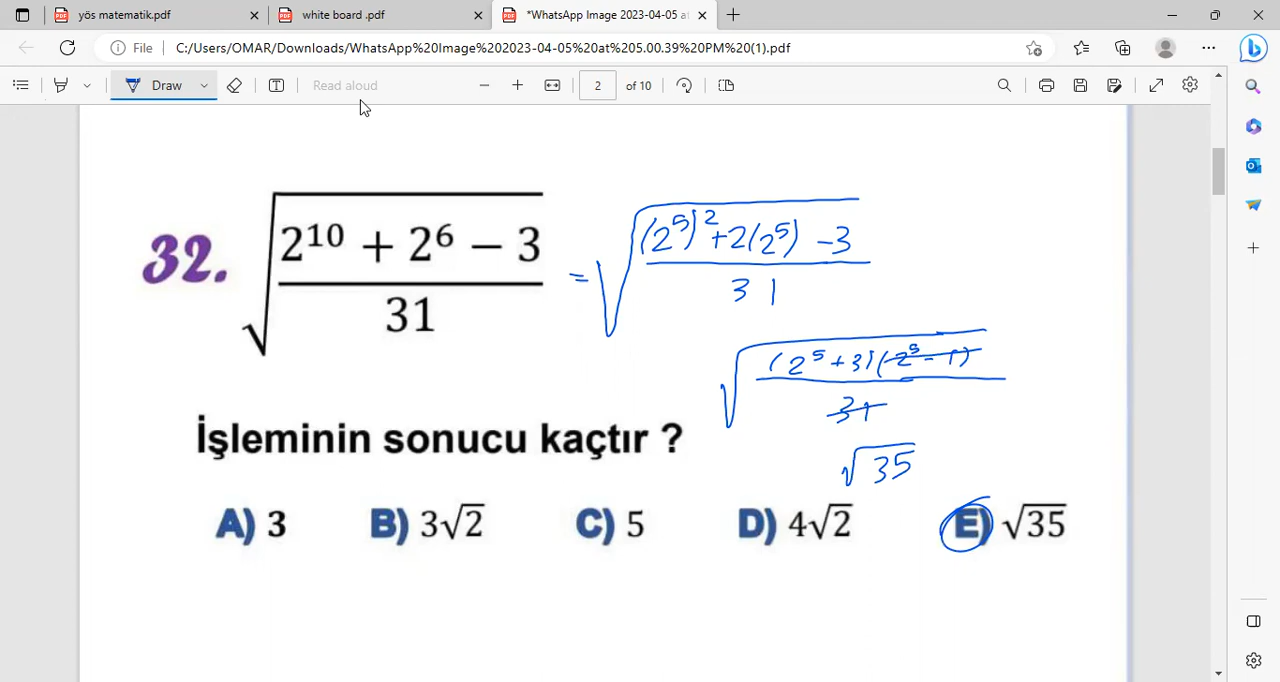 yös matematik.pdf
white board .pdf
*WhatsApp Image 2023-04-05 at
File
C:/Users/OMAR/Downloads/WhatsApp%20Image%202023-04-05%20at%205.00.39%20PM%20(1).pdf
Draw
Read aloud
2
of 10
32. √((2¹⁰ + 2⁶ − 3)/31) = √(((2⁵)² + 2(2⁵) − 3)/31)
√(((2⁵ + 3)(2⁵ − 1))/31)
√35
İşleminin sonucu kaçtır ?
A) 3 B) 3√2 C) 5 D) 4√2 E) √35